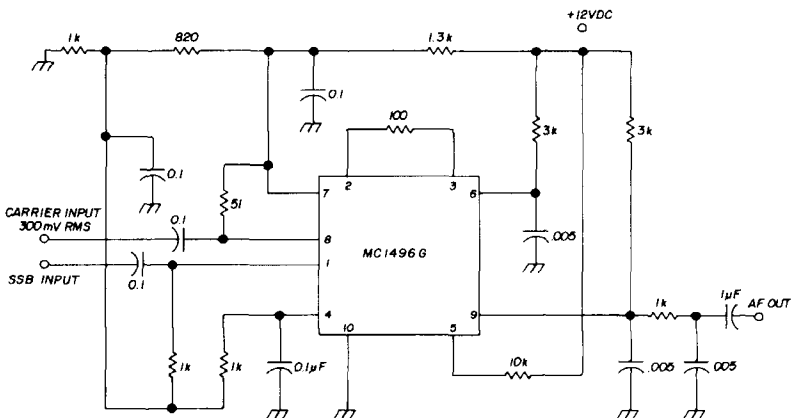 +12VDC
1k
820
1.3k
0.1
100
3k
3k
0.1
2
3
51
7
6
CARRIER INPUT
300mV RMS
0.1
8
.005
MC1496G
SSB INPUT
0.1
1
4
9
1k
1µF
AF OUT
10
5
1k
1k
0.1µF
10k
.005
.005